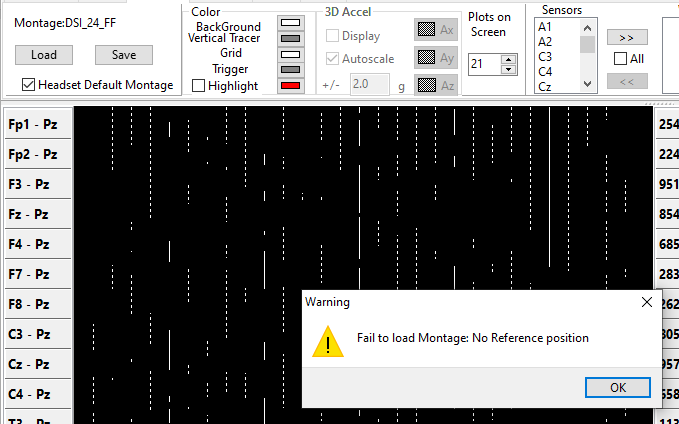 Color
3D Accel
Sensors
Montage:DSI_24_FF
BackGround
Vertical Tracer
Grid
Trigger
Highlight
Load
Save
Headset Default Montage
Display
Autoscale
+/-
2.0
g
Ax
Ay
Az
Plots on
Screen
21
A1
A2
C3
C4
Cz
>>
All
<<
Fp1 - Pz
254
Fp2 - Pz
224
F3 - Pz
951
Fz - Pz
854
F4 - Pz
685
F7 - Pz
283
F8 - Pz
262
C3 - Pz
805
Cz - Pz
957
C4 - Pz
658
T3 - Pz
113
Warning
Fail to load Montage: No Reference position
OK